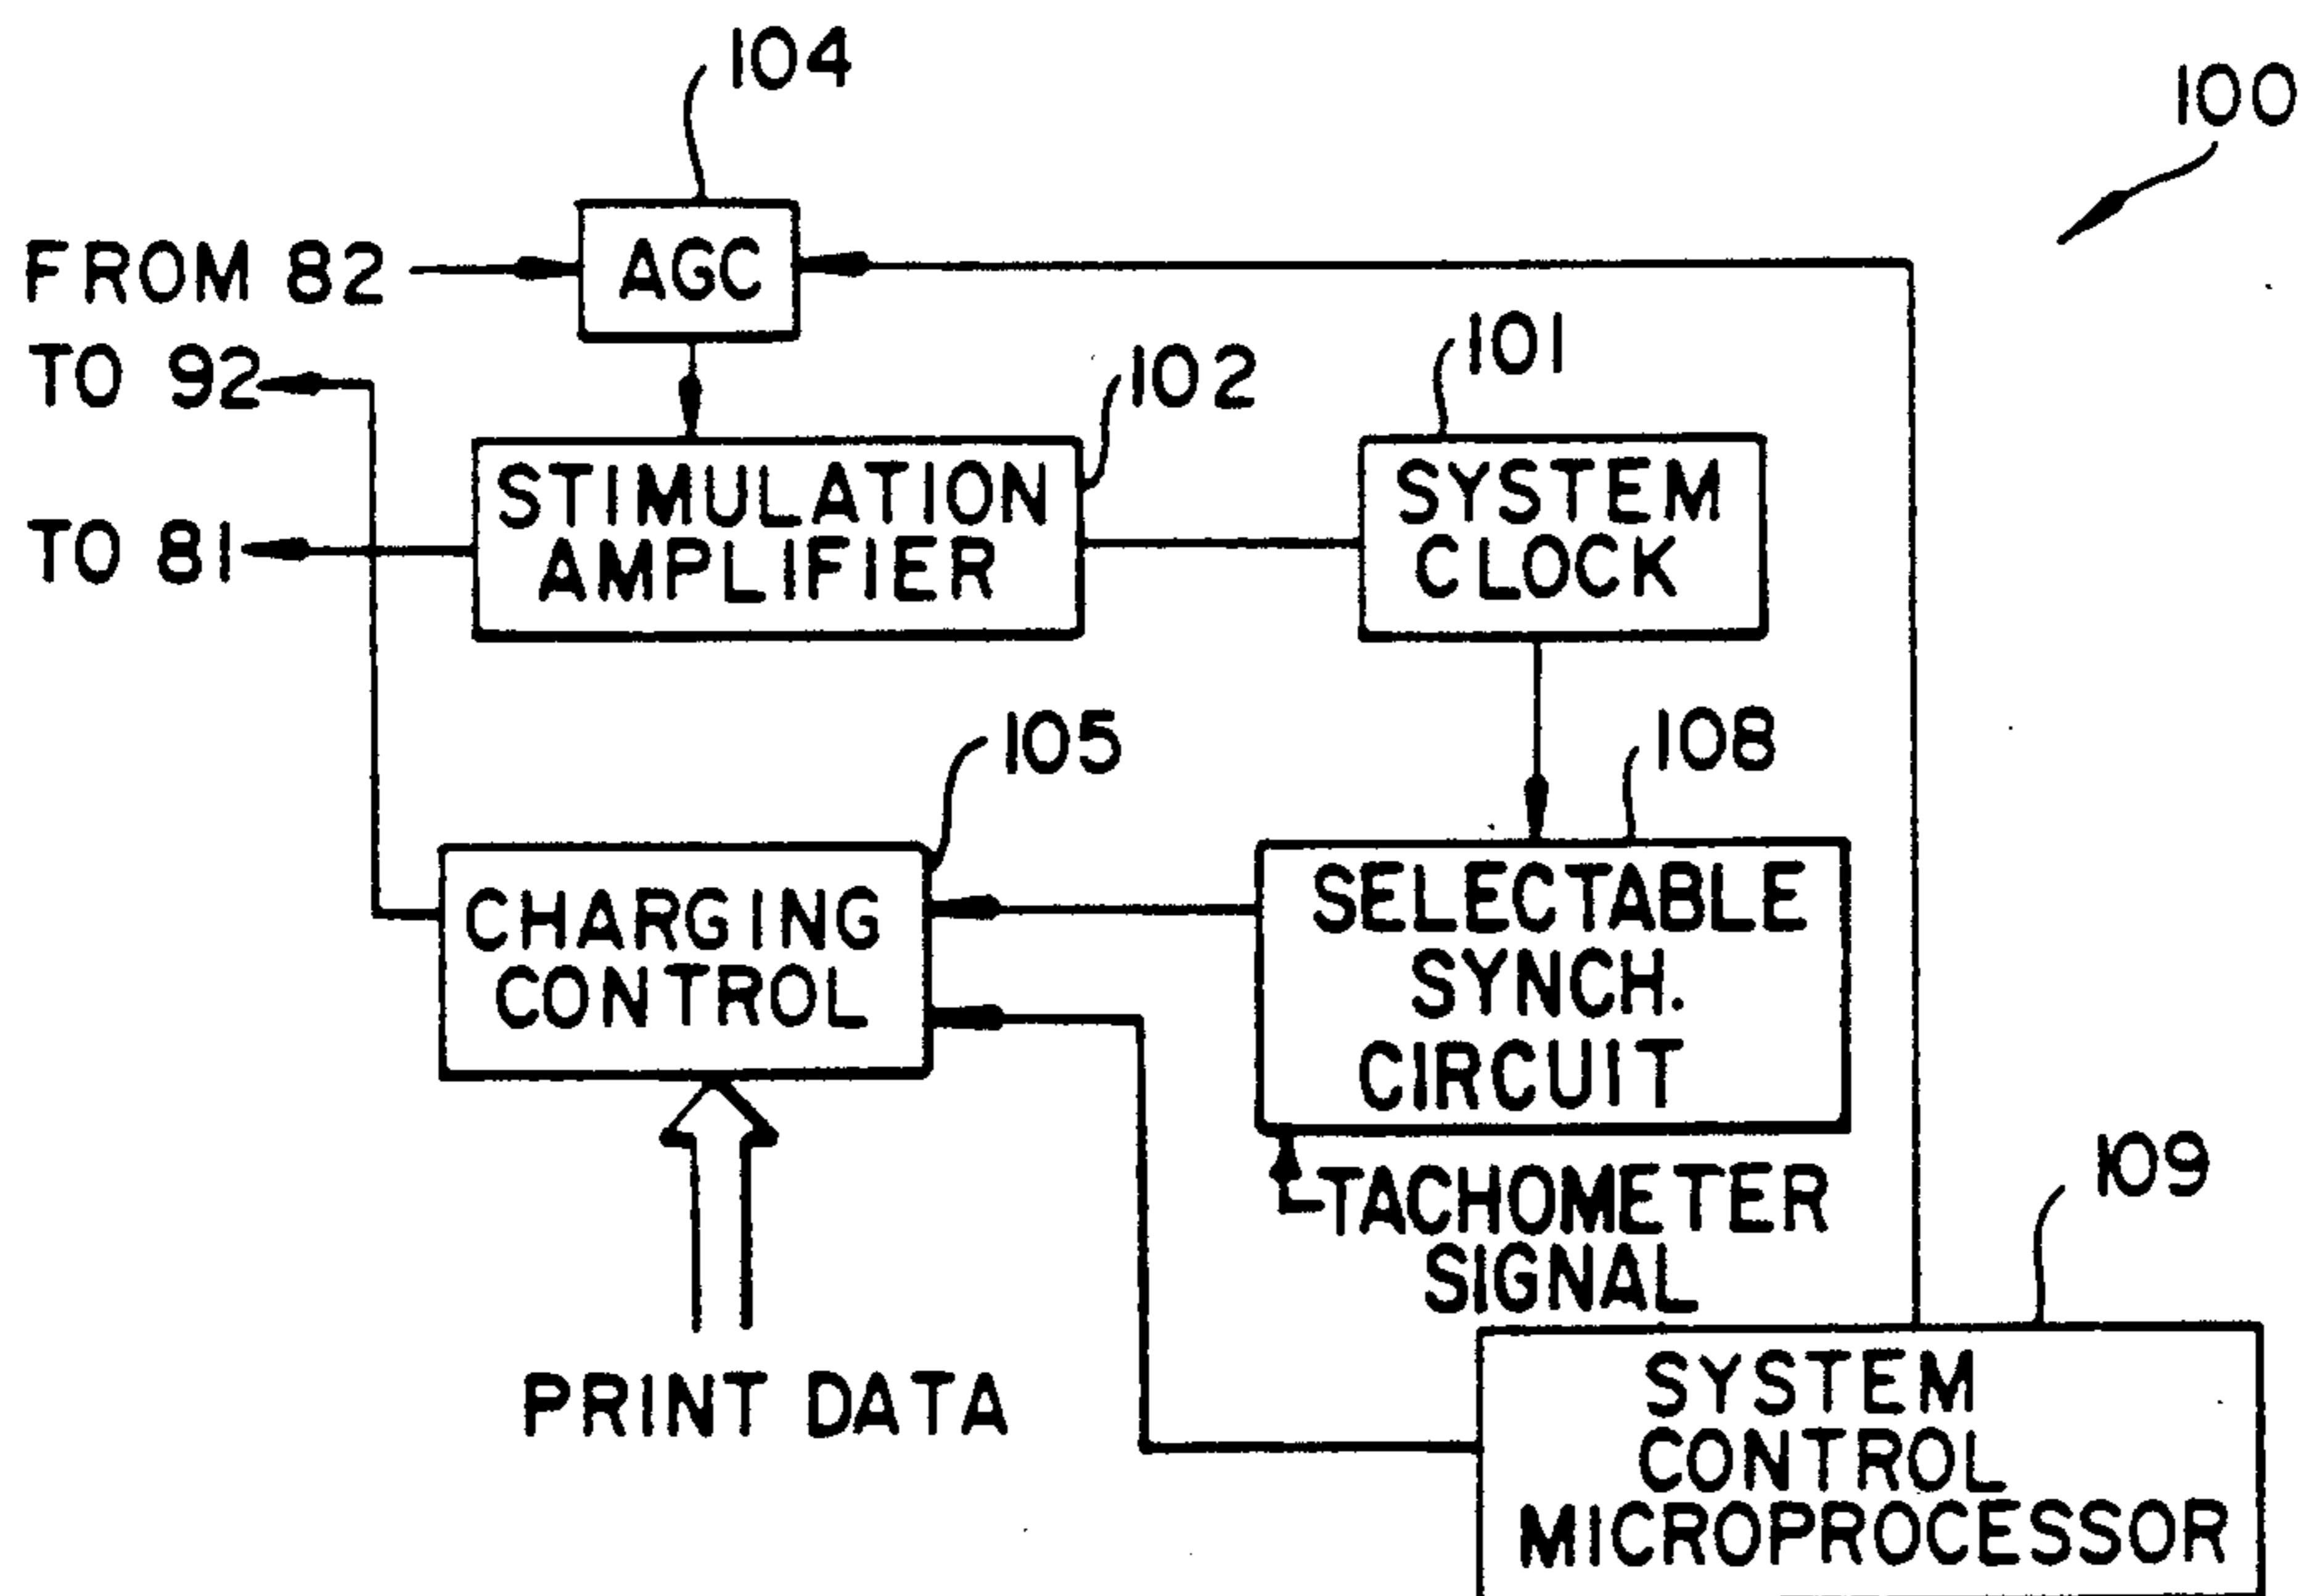 104
100
AGC
FROM 82
TO 92
101
102
STIMULATION
AMPLIFIER
SYSTEM
CLOCK
TO 81
105
108
CHARGING
CONTROL
SELECTABLE
SYNCH.
CIRCUIT
TACHOMETER
SIGNAL
109
PRINT DATA
SYSTEM
CONTROL
MICROPROCESSOR